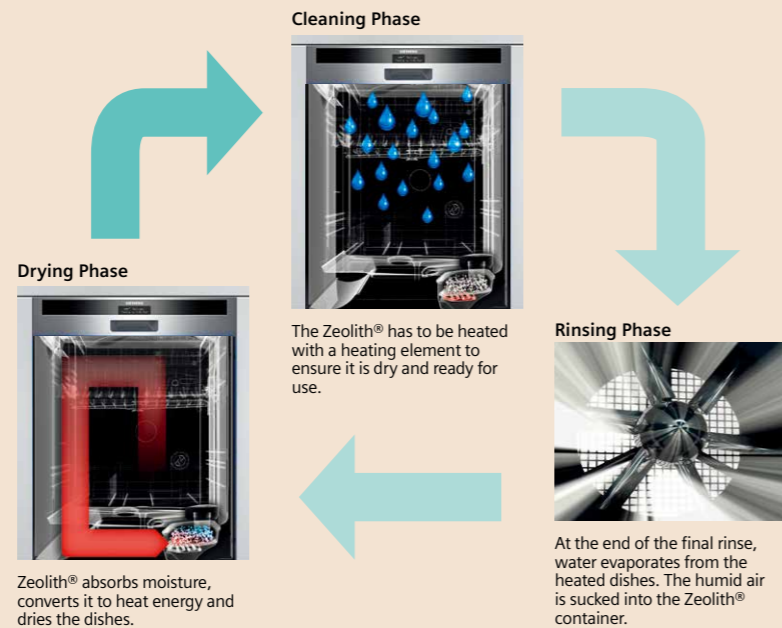 Cleaning Phase
SIEMENS
The Zeolith® has to be heated
with a heating element to
ensure it is dry and ready for
use.
Rinsing Phase
At the end of the final rinse,
water evaporates from the
heated dishes. The humid air
is sucked into the Zeolith®
container.
Drying Phase
SIEMENS
Zeolith® absorbs moisture,
converts it to heat energy and
dries the dishes.